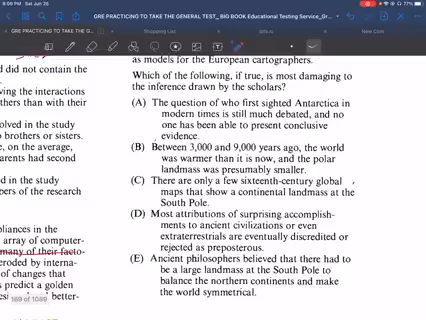 9:09 PM Sat Jun 26
77%
GRE PRACTICING TO TAKE THE GENERAL TEST_ BIG BOOK Educational Testing Service_Gr...
GRE PRACTICING TO TAKE THE G...
Shopping List
New Com
d did not contain the
ving the interactions
thers than with their
olved in the study
o brothers or sisters.
e, on the average,
arents had second
d in the study
bers of the research
pliances in the
array of computer-
many of their facto-
eroded by interna-
of changes that
s predict a golden
better-
169 of 1089
as models for the European cartographers.
Which of the following, if true, is most damaging to
the inference drawn by the scholars?
(A) The question of who first sighted Antarctica in
modern times is still much debated, and no
one has been able to present conclusive
evidence.
(B) Between 3,000 and 9,000 years ago, the world
was warmer than it is now, and the polar
landmass was presumably smaller.
(C) There are only a few sixteenth-century global
maps that show a continental landmass at the
South Pole.
(D) Most attributions of surprising accomplish-
ments to ancient civilizations or even
extraterrestrials are eventually discredited or
rejected as preposterous.
(E) Ancient philosophers believed that there had to
be a large landmass at the South Pole to
balance the northern continents and make
the world symmetrical.